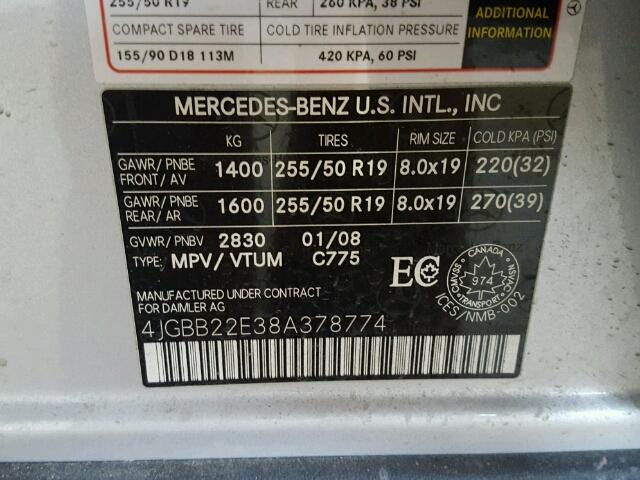 255/50 R19 REAR 260 KPA, 38 PSI
COMPACT SPARE TIRE COLD TIRE INFLATION PRESSURE
155/90 D18 113M 420 KPA, 60 PSI
ADDITIONAL
INFORMATION
MERCEDES-BENZ U.S. INTL., INC
KG TIRES RIM SIZE COLD KPA (PSI)
GAWR/PNBE
FRONT/AV 1400 255/50 R19 8.0x19 220(32)
GAWR/PNBE
REAR/AR 1600 255/50 R19 8.0x19 270(39)
GVWR/PNBV 2830 01/08
TYPE: MPV/VTUM C775
EC
CANADA
974
TRANSPORT
ICES/NMB-002
MANUFACTURED UNDER CONTRACT
FOR DAIMLER AG
4JGBB22E38A378774